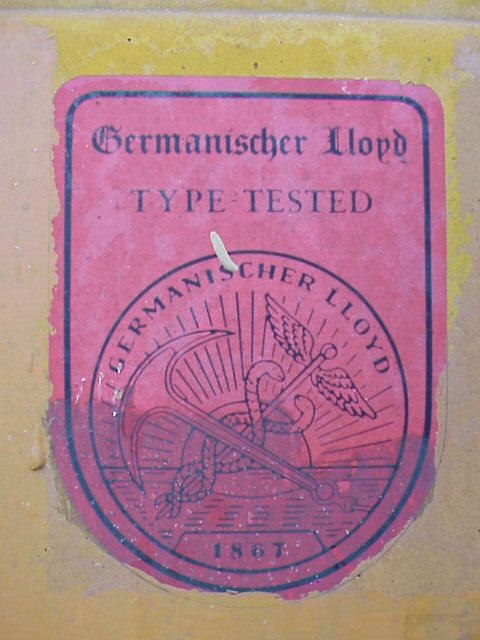 Germanischer Lloyd
TYPE-TESTED
GERMANISCHER LLOYD
1867